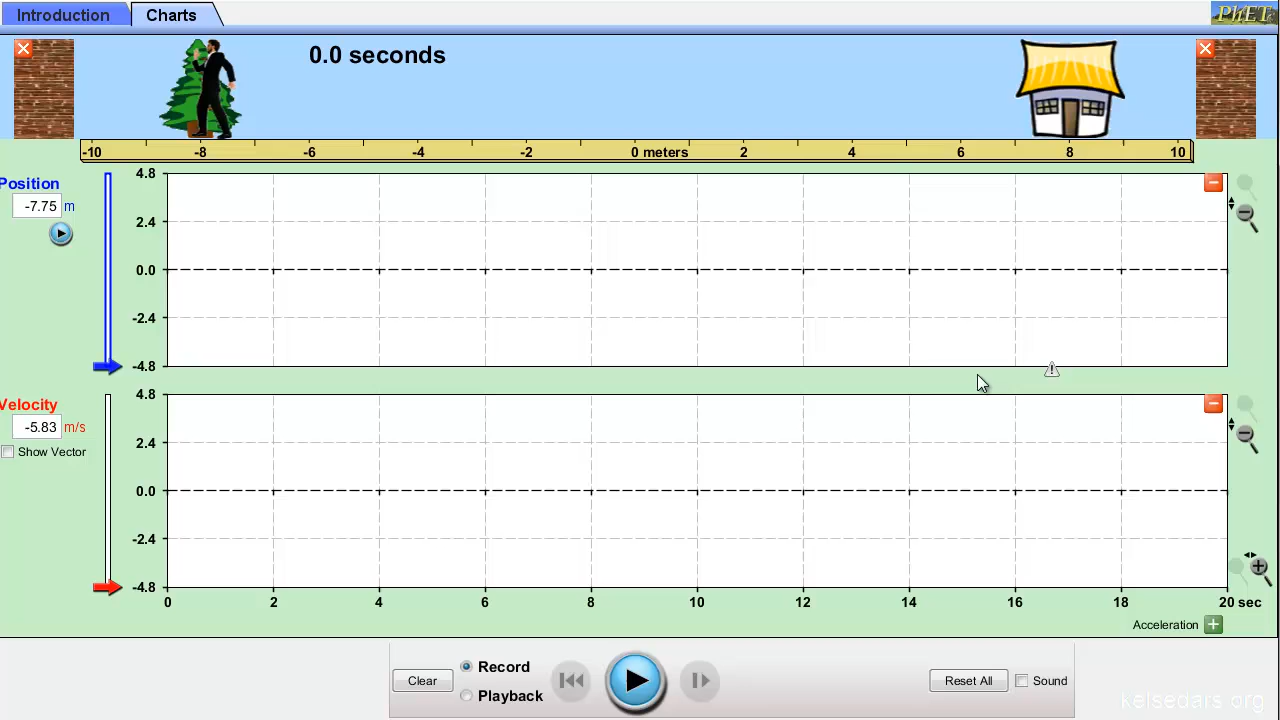 Introduction
Charts
PhET
0.0 seconds
-10 -8 -6 -4 -2 0 meters 2 4 6 8 10
Position
-7.75 m
4.8
2.4
0.0
-2.4
-4.8
Velocity
-5.83 m/s
Show Vector
4.8
2.4
0.0
-2.4
-4.8
0 2 4 6 8 10 12 14 16 18 20 sec
Acceleration
Clear
Record
Playback
Reset All
Sound
kelsedars.org